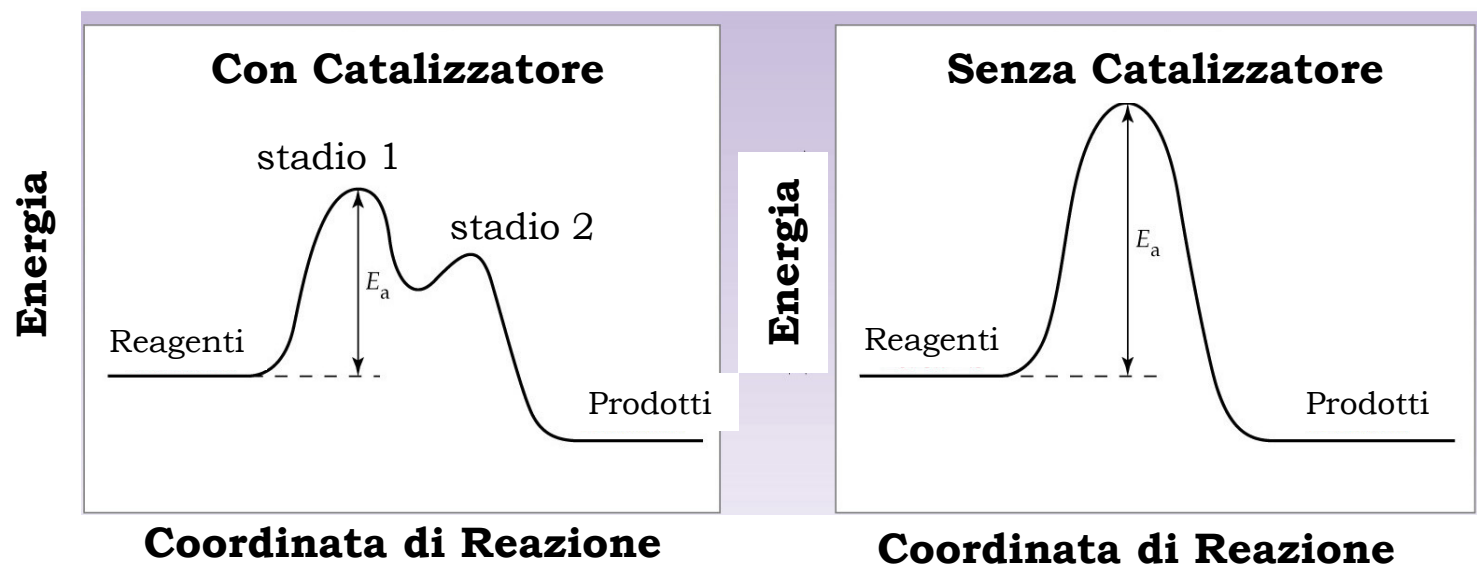 Con Catalizzatore
stadio 1
stadio 2
Energia
Ea
Reagenti
Prodotti
Coordinata di Reazione
Senza Catalizzatore
Energia
Ea
Reagenti
Prodotti
Coordinata di Reazione